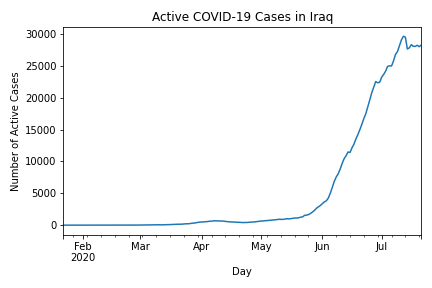 Active COVID-19 Cases in Iraq
30000
25000
20000
15000
10000
5000
0
Number of Active Cases
Feb
2020
Mar
Apr
May
Jun
Jul
Day